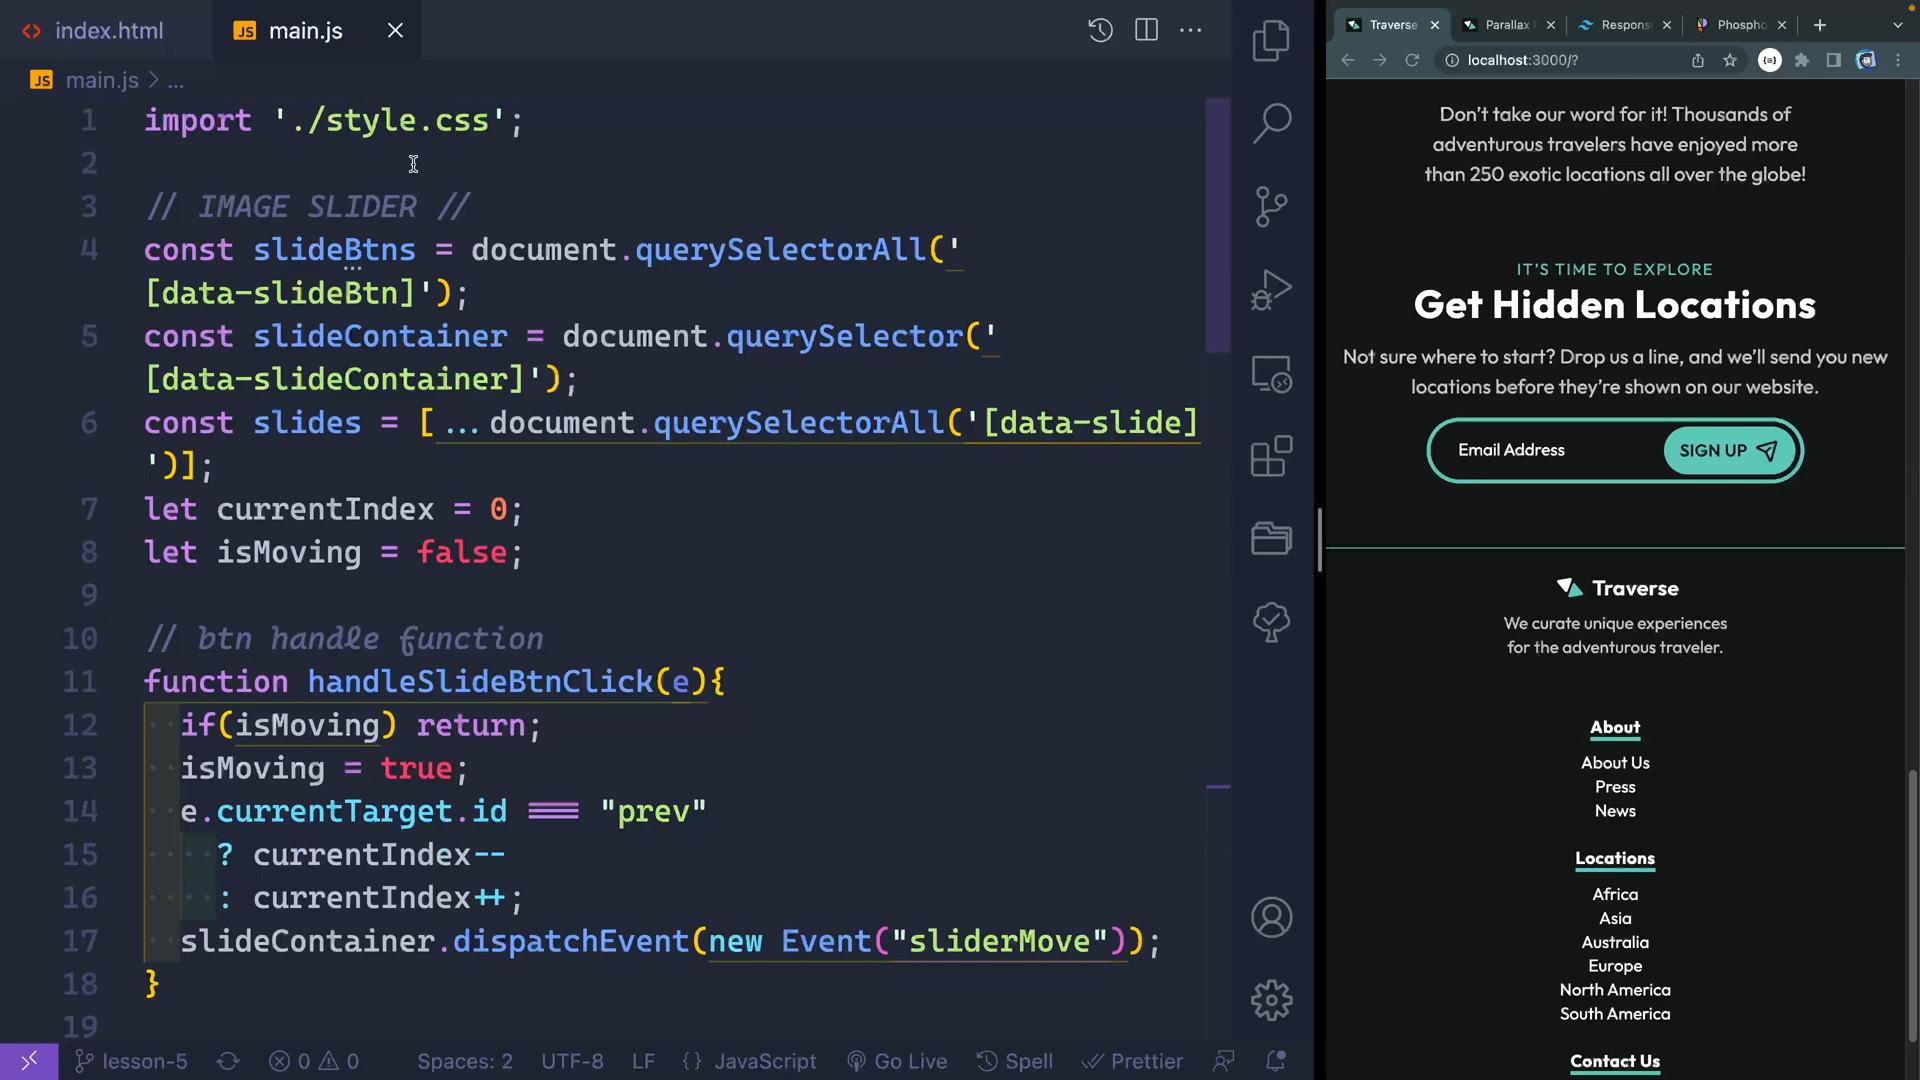 index.html
JS main.js
JS main.js > ...
1 import './style.css';
2
3 // IMAGE SLIDER //
4 const slideBtns = document.querySelectorAll('
[data-slideBtn]');
5 const slideContainer = document.querySelector('
[data-slideContainer]');
6 const slides = [...document.querySelectorAll('[data-slide]
')];
7 let currentIndex = 0;
8 let isMoving = false;
9
10 // btn handle function
11 function handleSlideBtnClick(e){
12 if(isMoving) return;
13 isMoving = true;
14 e.currentTarget.id === "prev"
15 ? currentIndex--
16 : currentIndex++;
17 slideContainer.dispatchEvent(new Event("sliderMove"));
18 }
19
lesson-5
0 0
Spaces: 2
UTF-8
LF
{} JavaScript
Go Live
Spell
Prettier
Traverse
Parallax
Respons
Phospho
localhost:3000/?
Don't take our word for it! Thousands of
adventurous travelers have enjoyed more
than 250 exotic locations all over the globe!
IT'S TIME TO EXPLORE
Get Hidden Locations
Not sure where to start? Drop us a line, and we'll send you new
locations before they're shown on our website.
Email Address
SIGN UP
Traverse
We curate unique experiences
for the adventurous traveler.
About
About Us
Press
News
Locations
Africa
Asia
Australia
Europe
North America
South America
Contact Us